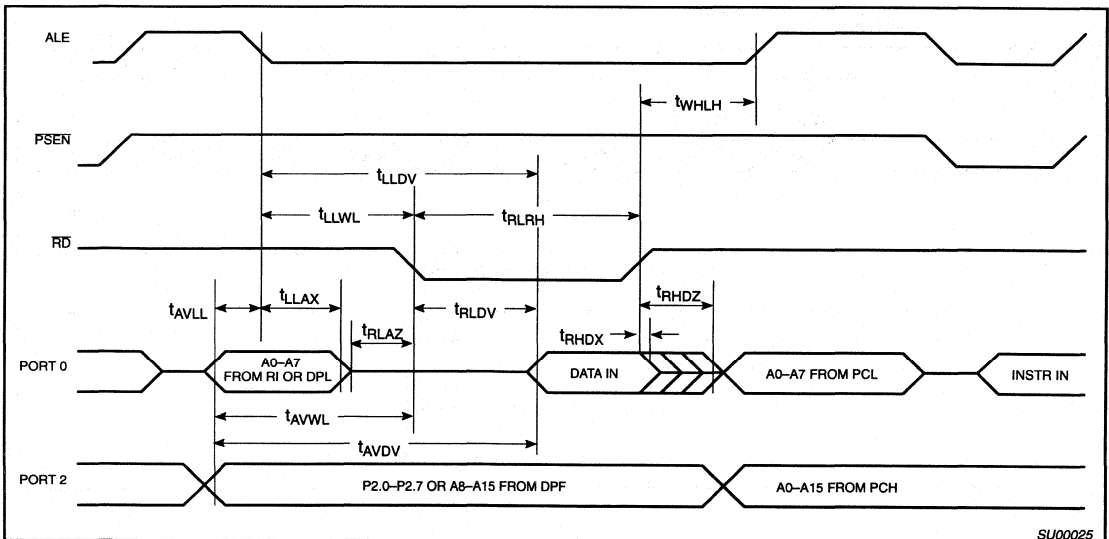 ALE
tWHLH
PSEN
tLLDV
tLLWL
tRLRH
RD
tAVLL
tLLAX
tRLAZ
tRLDV
tRHDZ
tRHDX
PORT 0
A0–A7
FROM RI OR DPL
DATA IN
A0–A7 FROM PCL
INSTR IN
tAVWL
tAVDV
PORT 2
P2.0–P2.7 OR A8–A15 FROM DPF
A0–A15 FROM PCH
SU00025